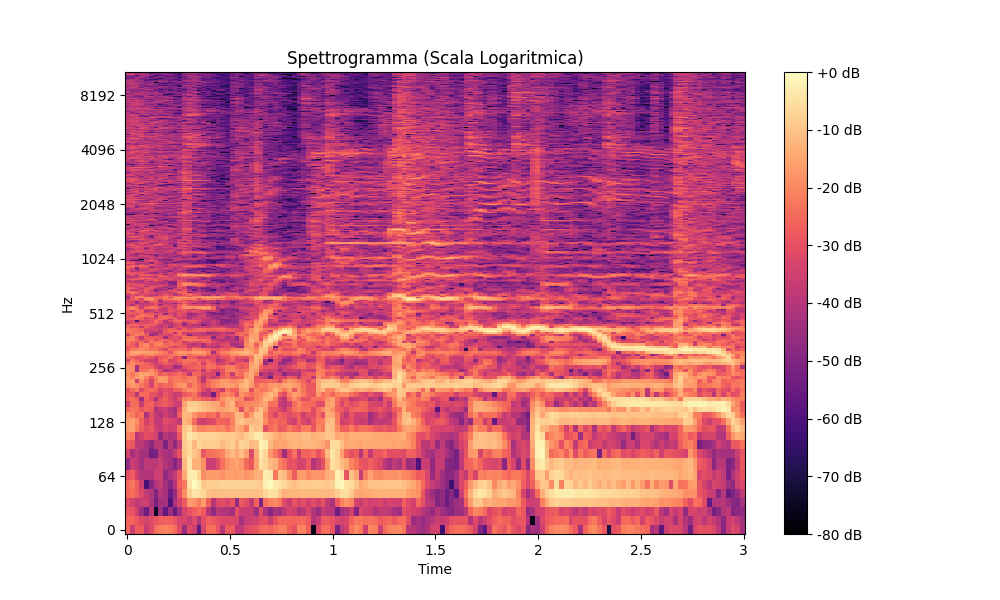 Spettrogramma (Scala Logaritmica)
8192
4096
2048
1024
512
256
128
64
0
Hz
0
0.5
1
1.5
2
2.5
3
Time
+0 dB
-10 dB
-20 dB
-30 dB
-40 dB
-50 dB
-60 dB
-70 dB
-80 dB